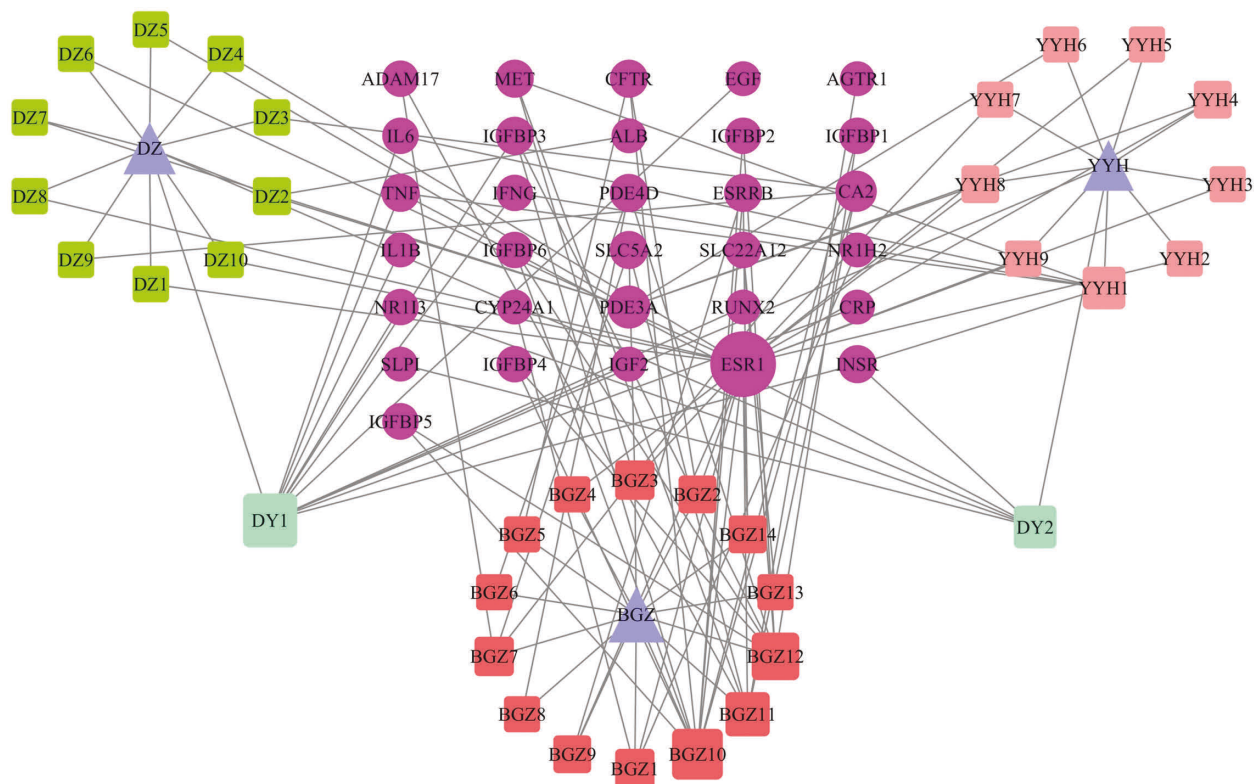 DZ5
DZ6
DZ4
DZ7
DZ3
DZ
DZ8
DZ2
DZ9
DZ10
DZ1
ADAM17
MET
CFTR
EGF
AGTR1
IL6
IGFBP3
ALB
IGFBP2
IGFBP1
TNF
IFNG
PDE4D
ESRRB
CA2
IL1B
IGFBP6
SLC5A2
SLC22A12
NR1H2
NR1I3
CYP24A1
PDE3A
RUNX2
CRP
SLPI
IGFBP4
IGF2
ESR1
INSR
IGFBP5
YYH6
YYH5
YYH7
YYH4
YYH
YYH8
YYH3
YYH9
YYH2
YYH1
DY1
DY2
BGZ3
BGZ4
BGZ2
BGZ5
BGZ14
BGZ6
BGZ13
BGZ
BGZ7
BGZ12
BGZ8
BGZ11
BGZ9
BGZ1
BGZ10